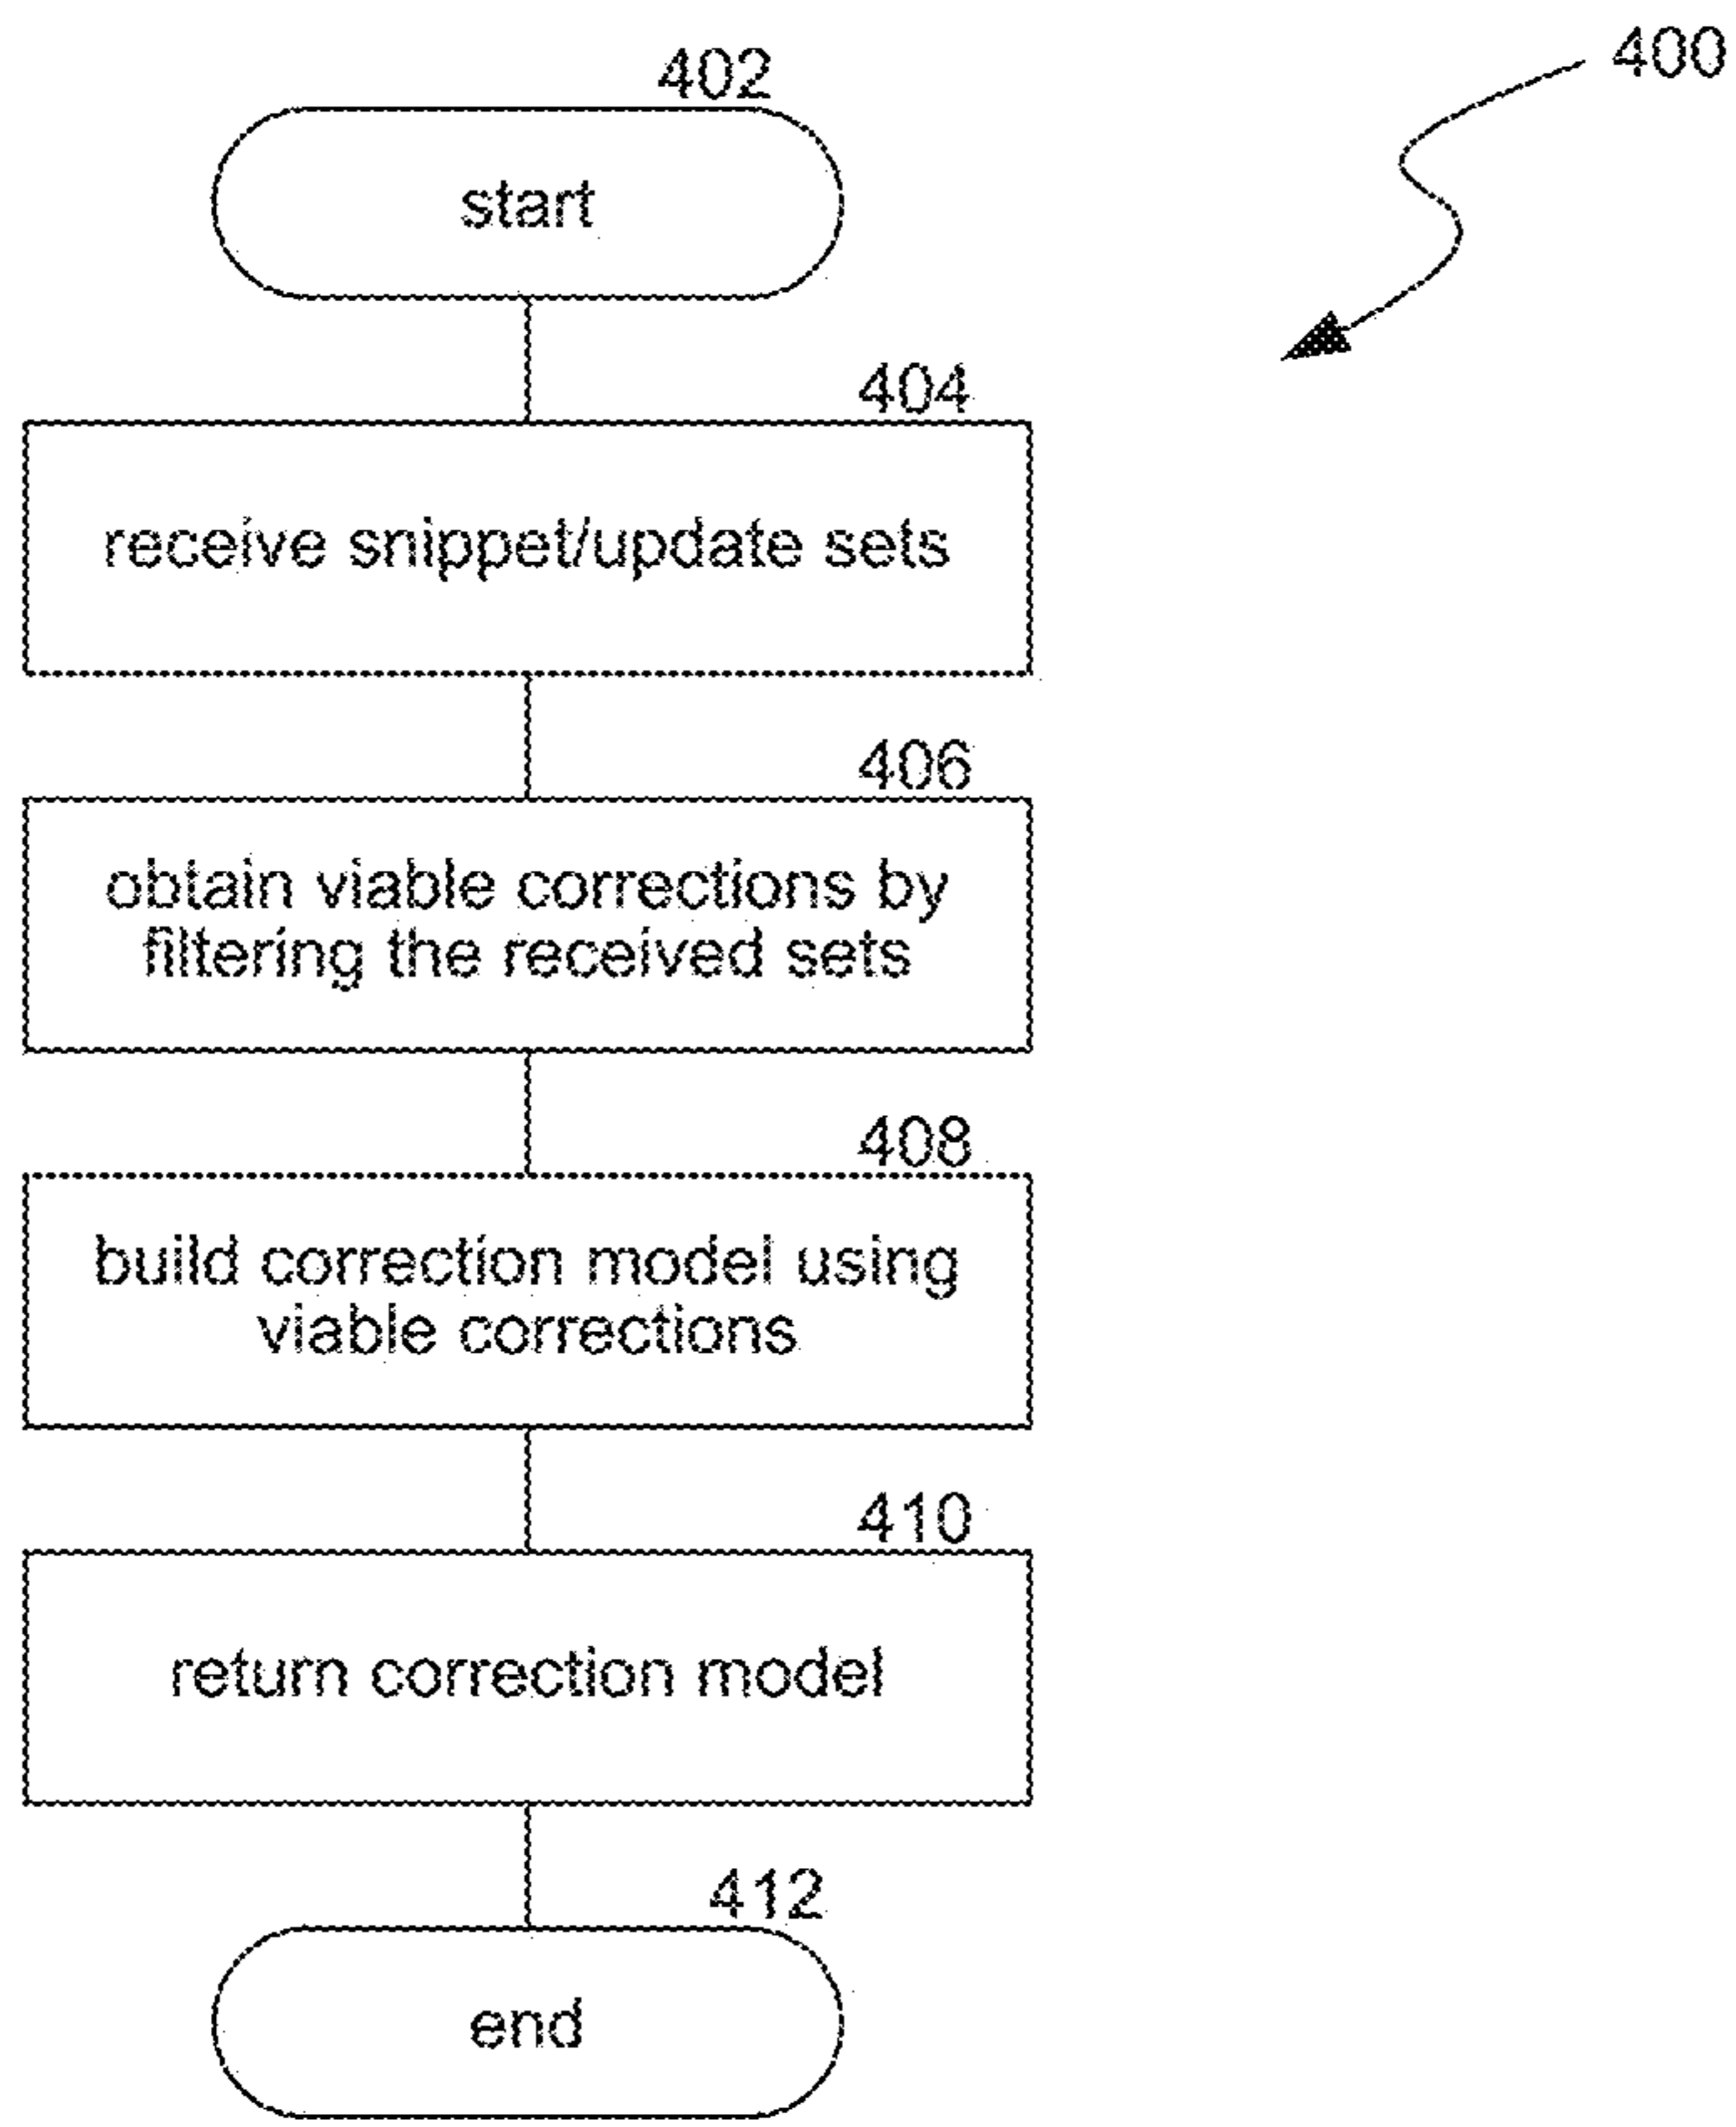 400
402
start
404
receive snippet/update sets
406
obtain viable corrections by
filtering the received sets
408
build correction model using
viable corrections
410
return correction model
412
end